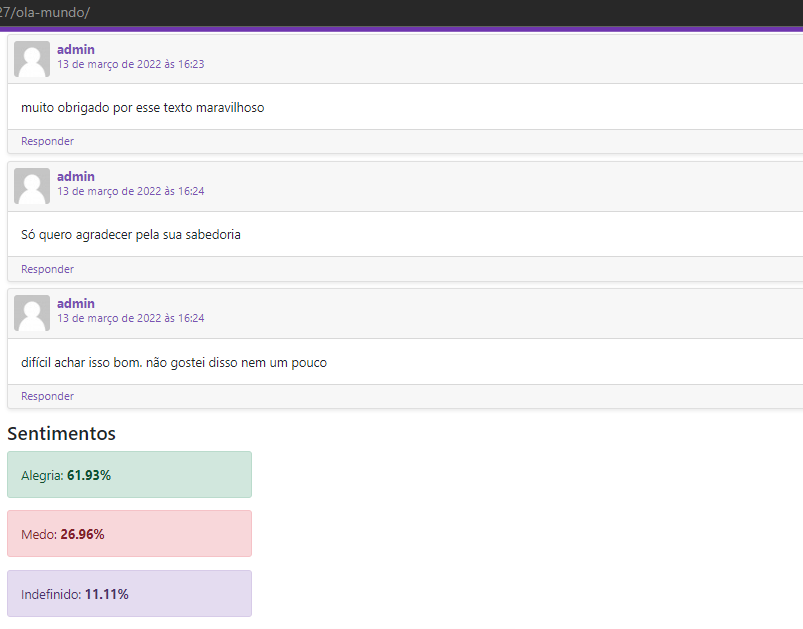 27/ola-mundo/
admin
13 de março de 2022 às 16:23
muito obrigado por esse texto maravilhoso
Responder
admin
13 de março de 2022 às 16:24
Só quero agradecer pela sua sabedoria
Responder
admin
13 de março de 2022 às 16:24
difícil achar isso bom. não gostei disso nem um pouco
Responder
Sentimentos
Alegria: 61.93%
Medo: 26.96%
Indefinido: 11.11%